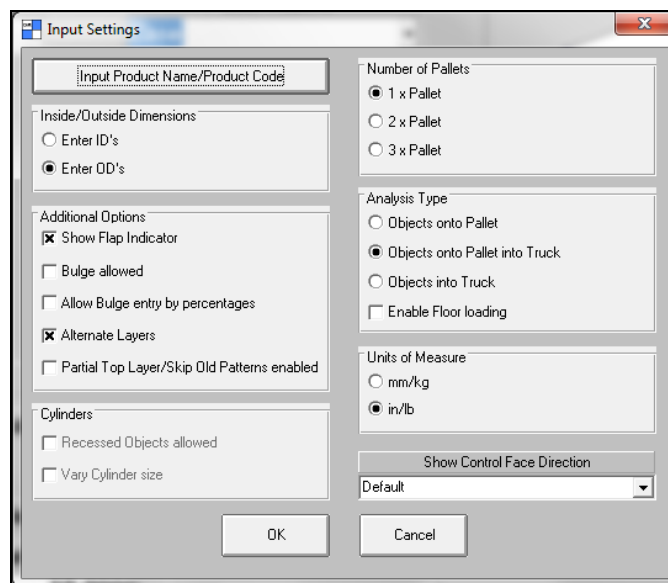 Input Settings
Input Product Name/Product Code
Inside/Outside Dimensions
Enter ID's
Enter OD's
Additional Options
Show Flap Indicator
Bulge allowed
Allow Bulge entry by percentages
Alternate Layers
Partial Top Layer/Skip Old Patterns enabled
Cylinders
Recessed Objects allowed
Vary Cylinder size
Number of Pallets
1 x Pallet
2 x Pallet
3 x Pallet
Analysis Type
Objects onto Pallet
Objects onto Pallet into Truck
Objects into Truck
Enable Floor loading
Units of Measure
mm/kg
in/lb
Show Control Face Direction
Default
OK
Cancel